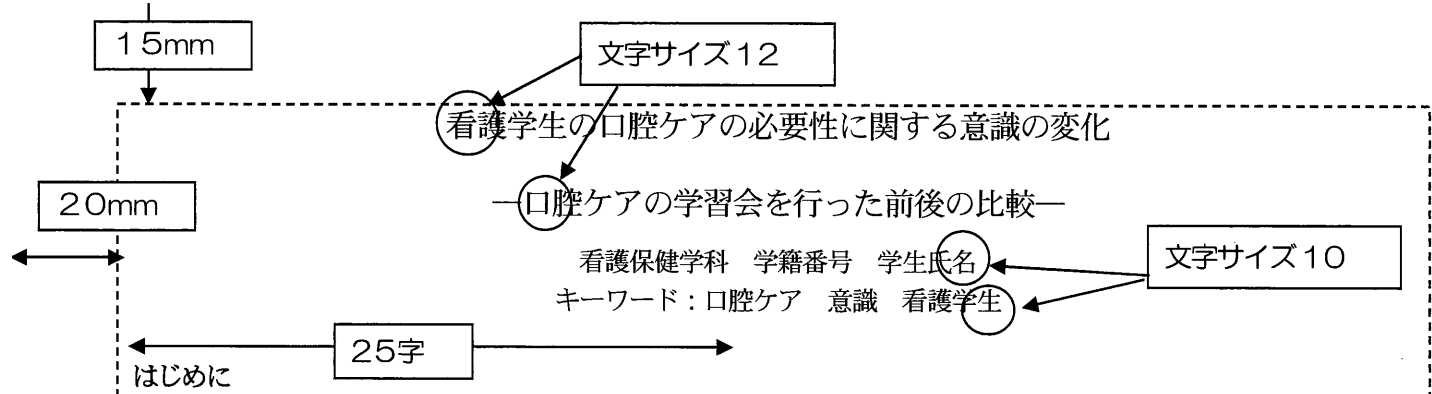 15mm
文字サイズ12
看護学生の口腔ケアの必要性に関する意識の変化
20mm
―口腔ケアの学習会を行った前後の比較―
看護保健学科　学籍番号　学生氏名
文字サイズ10
キーワード：口腔ケア　意識　看護学生
25字
はじめに